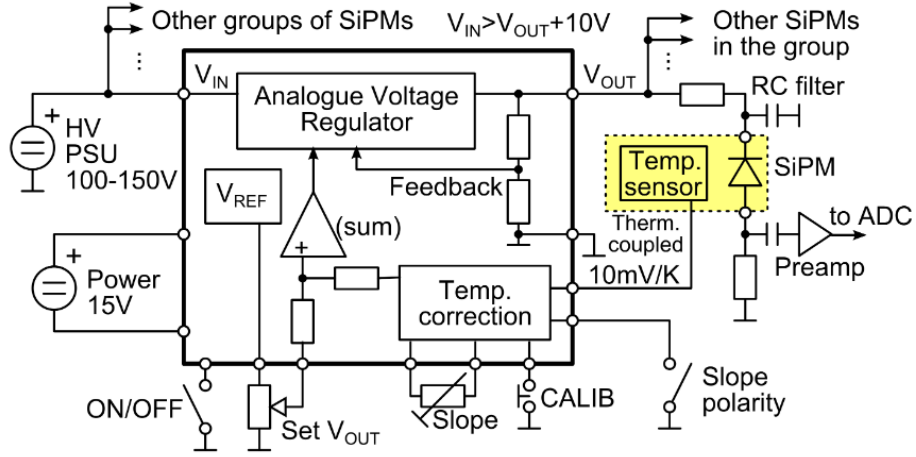 Other groups of SiPMs
V_IN>V_OUT+10V
Other SiPMs
in the group
V_IN
V_OUT
RC filter
+
HV
PSU
100-150V
Analogue Voltage
Regulator
Temp.
sensor
SiPM
V_REF
Feedback
(sum)
+
Therm.
coupled
to ADC
Preamp
10mV/K
+
Power
15V
Temp.
correction
ON/OFF
Set V_OUT
Slope
CALIB
Slope
polarity